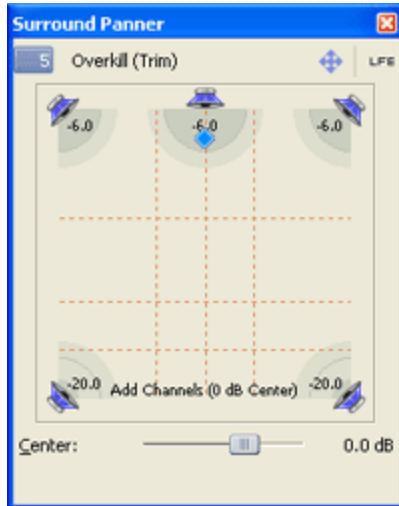 Surround Panner
5 Overkill (Trim) LFE
-6.0 -6.0 -6.0
-20.0 Add Channels (0 dB Center) -20.0
Center: 0.0 dB